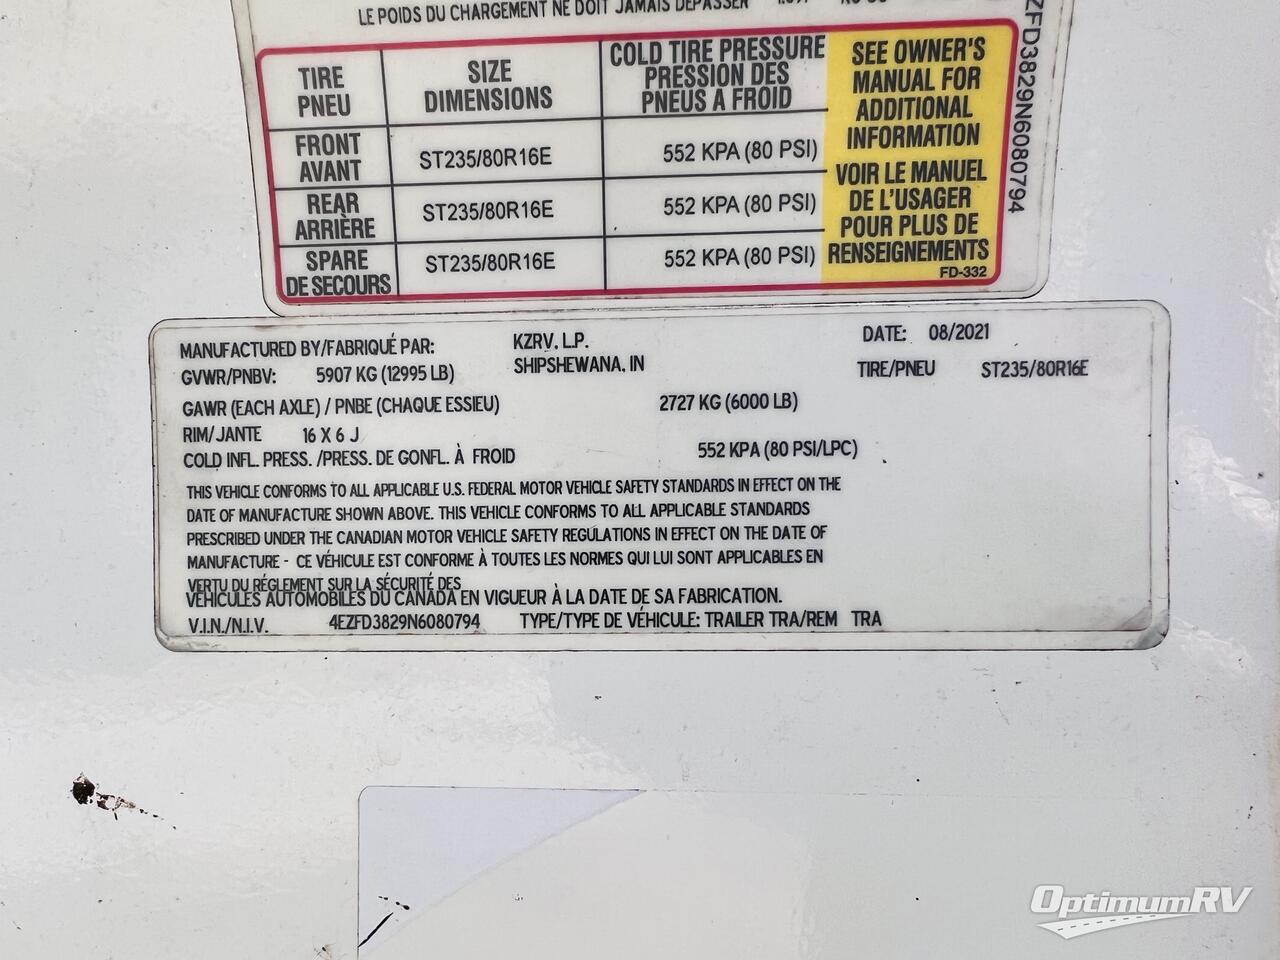 LE POIDS DU CHARGEMENT NE DOIT JAMAIS DÉPASSER
TIRE PNEU
SIZE DIMENSIONS
COLD TIRE PRESSURE
PRESSION DES
PNEUS A FROID
FRONT AVANT
ST235/80R16E
552 KPA (80 PSI)
REAR ARRIÈRE
ST235/80R16E
552 KPA (80 PSI)
SPARE DE SECOURS
ST235/80R16E
552 KPA (80 PSI)
SEE OWNER'S
MANUAL FOR
ADDITIONAL
INFORMATION
VOIR LE MANUEL
DE L'USAGER
POUR PLUS DE
RENSEIGNEMENTS
FD-332
ZFD3829N6080794
MANUFACTURED BY/FABRIQUÉ PAR: KZRV, L.P. DATE: 08/2021
GVWR/PNBV: 5907 KG (12995 LB) SHIPSHEWANA, IN TIRE/PNEU ST235/80R16E
GAWR (EACH AXLE) / PNBE (CHAQUE ESSIEU) 2727 KG (6000 LB)
RIM/JANTE 16 X 6 J
COLD INFL. PRESS. /PRESS. DE GONFL. À FROID 552 KPA (80 PSI/LPC)
THIS VEHICLE CONFORMS TO ALL APPLICABLE U.S. FEDERAL MOTOR VEHICLE SAFETY STANDARDS IN EFFECT ON THE
DATE OF MANUFACTURE SHOWN ABOVE. THIS VEHICLE CONFORMS TO ALL APPLICABLE STANDARDS
PRESCRIBED UNDER THE CANADIAN MOTOR VEHICLE SAFETY REGULATIONS IN EFFECT ON THE DATE OF
MANUFACTURE - CE VÉHICULE EST CONFORME À TOUTES LES NORMES QUI LUI SONT APPLICABLES EN
VERTU DU RÉGLEMENT SUR LA SÉCURITÉ DES
VÉHICULES AUTOMOBILES DU CANADA EN VIGUEUR À LA DATE DE SA FABRICATION.
V.I.N./N.I.V. 4EZFD3829N6080794 TYPE/TYPE DE VÉHICULE: TRAILER TRA/REM TRA
OptimumRV